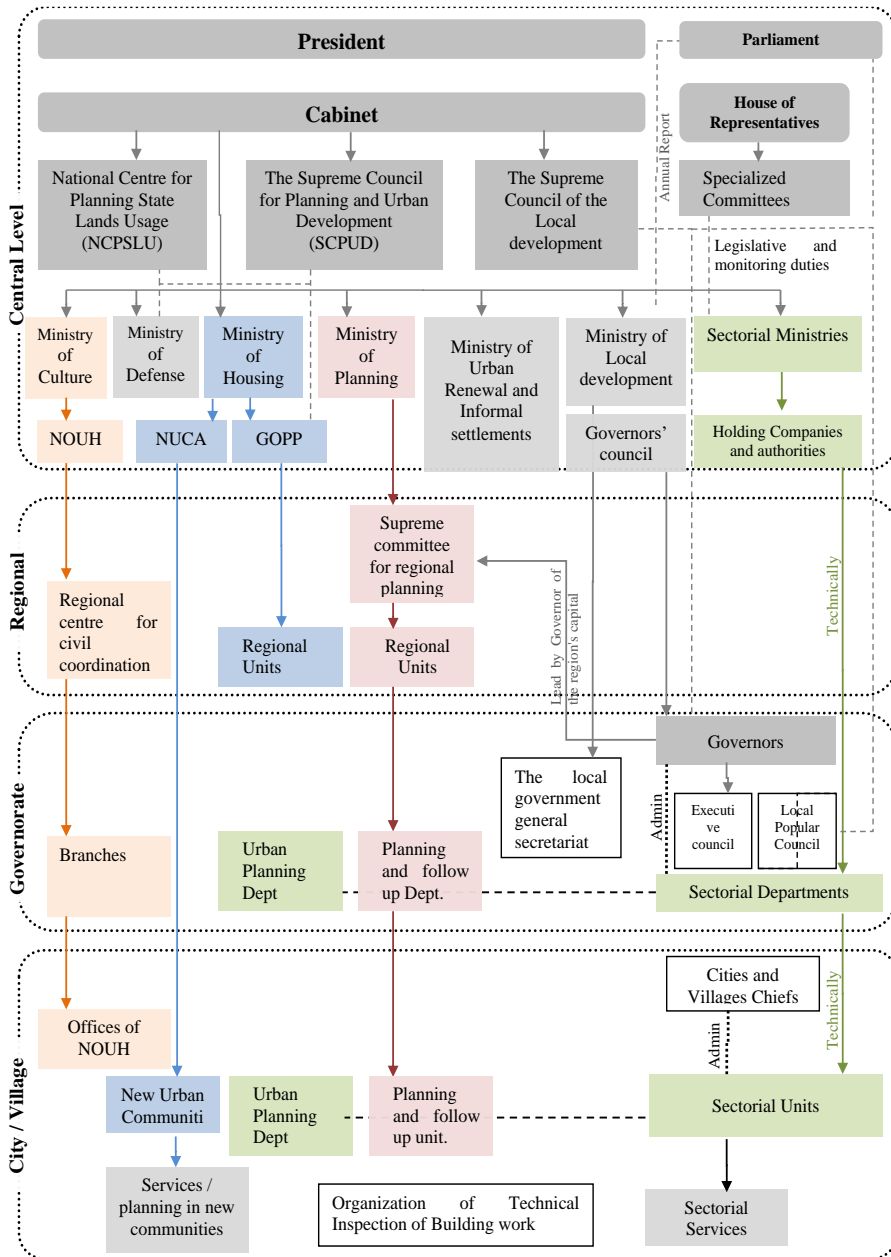 President
Parliament
Cabinet
House of
Representatives
Annual Report
National Centre for
Planning State
Lands Usage
(NCPSLU)
The Supreme Council
for Planning and Urban
Development
(SCPUD)
The Supreme
Council of the
Local
development
Specialized
Committees
Legislative and
monitoring duties
Central Level
Ministry
of
Culture
Ministry
of
Defense
Ministry
of
Housing
Ministry
of
Planning
Ministry of
Urban
Renewal and
Informal
settlements
Ministry of
Local
development
Sectorial Ministries
NOUH
NUCA
GOPP
Governors'
council
Holding Companies
and authorities
Regional
Supreme
committee
for regional
planning
Regional
centre for
civil
coordination
Regional
Units
Regional
Units
Lead by Governor of
the region's capital
Technically
Governorate
Governors
The local
government
general
secretariat
Admin
Executi
ve
council
Local
Popular
Council
Branches
Urban
Planning
Dept
Planning
and follow
up Dept.
Sectorial Departments
City / Village
Cities and
Villages Chiefs
Technically
Admin
Offices of
NOUH
New Urban
Communiti
Urban
Planning
Dept
Planning
and follow
up unit.
Sectorial Units
Services /
planning in new
communities
Organization of Technical
Inspection of Building work
Sectorial
Services